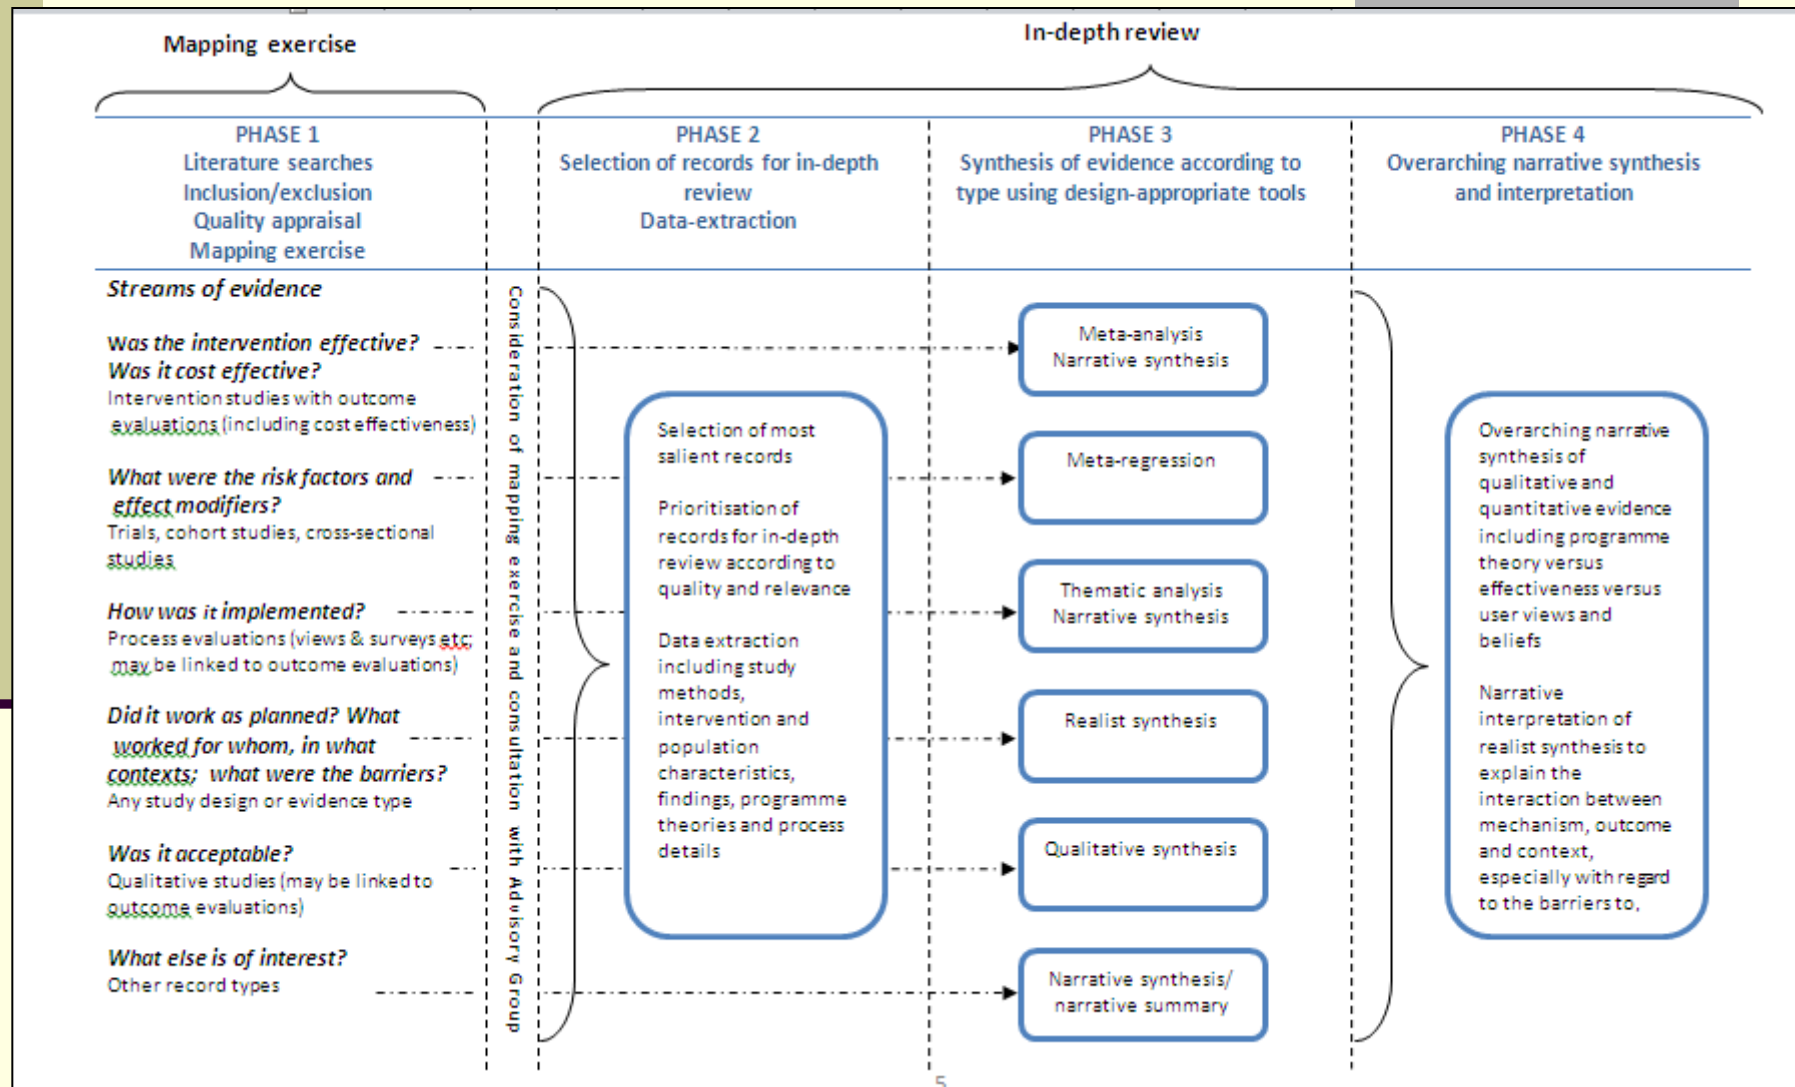 Mapping exercise
In-depth review
PHASE 1
Literature searches
Inclusion/exclusion
Quality appraisal
Mapping exercise
PHASE 2
Selection of records for in-depth
review
Data-extraction
PHASE 3
Synthesis of evidence according to
type using design-appropriate tools
PHASE 4
Overarching narrative synthesis
and interpretation
Streams of evidence
Was the intervention effective?
Was it cost effective?
Intervention studies with outcome
evaluations (including cost effectiveness)
What were the risk factors and
effect modifiers?
Trials, cohort studies, cross-sectional
studies
How was it implemented?
Process evaluations (views & surveys etc;
may be linked to outcome evaluations)
Did it work as planned? What
worked for whom, in what
contexts; what were the barriers?
Any study design or evidence type
Was it acceptable?
Qualitative studies (may be linked to
outcome evaluations)
What else is of interest?
Other record types
Consideration of mapping exercise and consultation with Advisory Group
Selection of most
salient records
Prioritisation of
records for in-depth
review according to
quality and relevance
Data extraction
including study
methods,
intervention and
population
characteristics,
findings, programme
theories and process
details
Meta-analysis
Narrative synthesis
Meta-regression
Thematic analysis
Narrative synthesis
Realist synthesis
Qualitative synthesis
Narrative synthesis/
narrative summary
Overarching narrative
synthesis of
qualitative and
quantitative evidence
including programme
theory versus
effectiveness versus
user views and
beliefs
Narrative
interpretation of
realist synthesis to
explain the
interaction between
mechanism, outcome
and context,
especially with regard
to the barriers to,
5